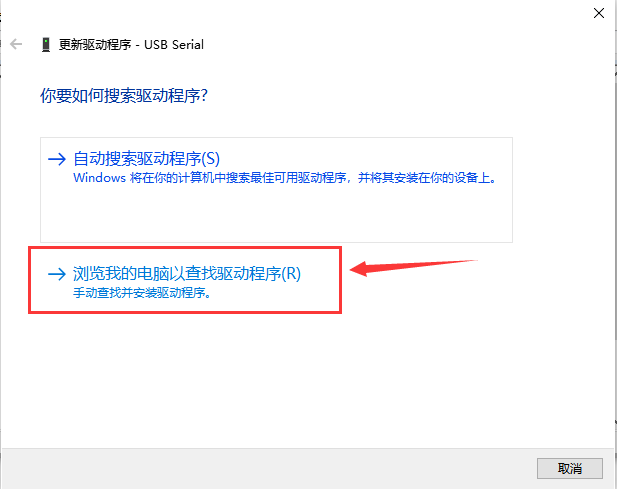 更新驱动程序 - USB Serial
你要如何搜索驱动程序?
自动搜索驱动程序(S)
Windows 将在你的计算机中搜索最佳可用驱动程序，并将其安装在你的设备上。
浏览我的电脑以查找驱动程序(R)
手动查找并安装驱动程序。
取消